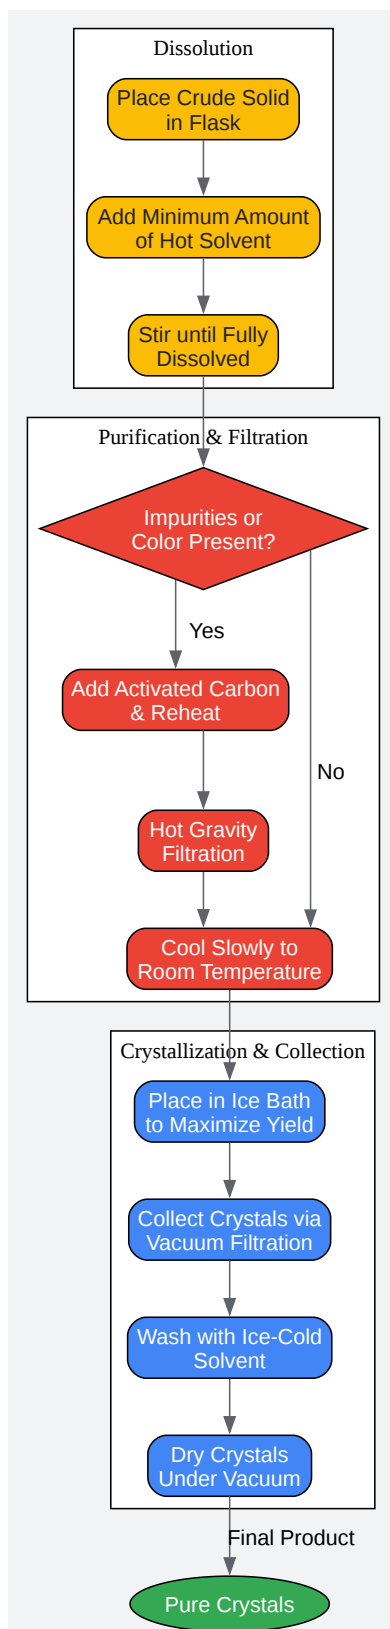 Dissolution
Place Crude Solid
in Flask
Add Minimum Amount
of Hot Solvent
Stir until Fully
Dissolved
Purification & Filtration
Impurities or
Color Present?
Yes
Add Activated Carbon
& Reheat
No
Hot Gravity
Filtration
Cool Slowly to
Room Temperature
Crystallization & Collection
Place in Ice Bath
to Maximize Yield
Collect Crystals via
Vacuum Filtration
Wash with Ice-Cold
Solvent
Dry Crystals
Under Vacuum
Final Product
Pure Crystals